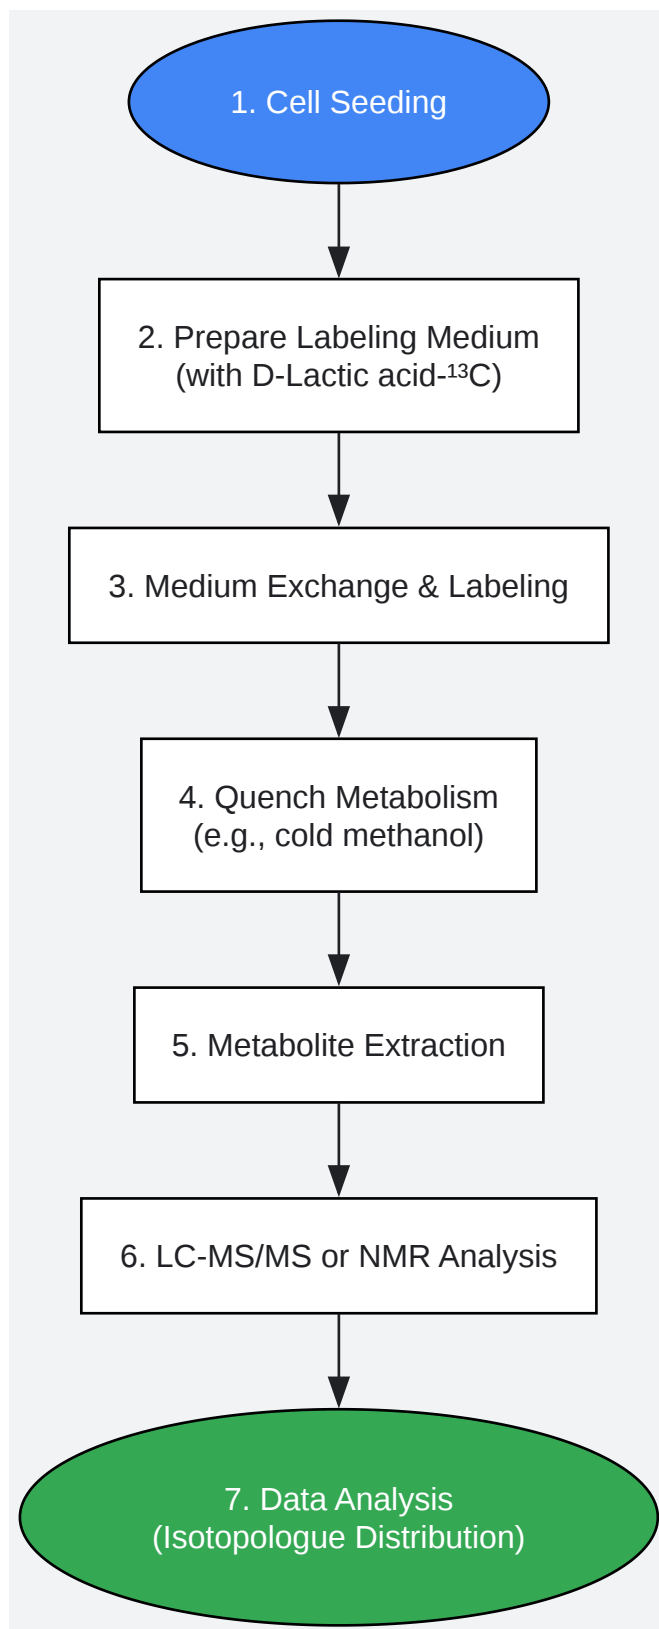 1. Cell Seeding
2. Prepare Labeling Medium
(with D-Lactic acid-¹³C)
3. Medium Exchange & Labeling
4. Quench Metabolism
(e.g., cold methanol)
5. Metabolite Extraction
6. LC-MS/MS or NMR Analysis
7. Data Analysis
(Isotopologue Distribution)